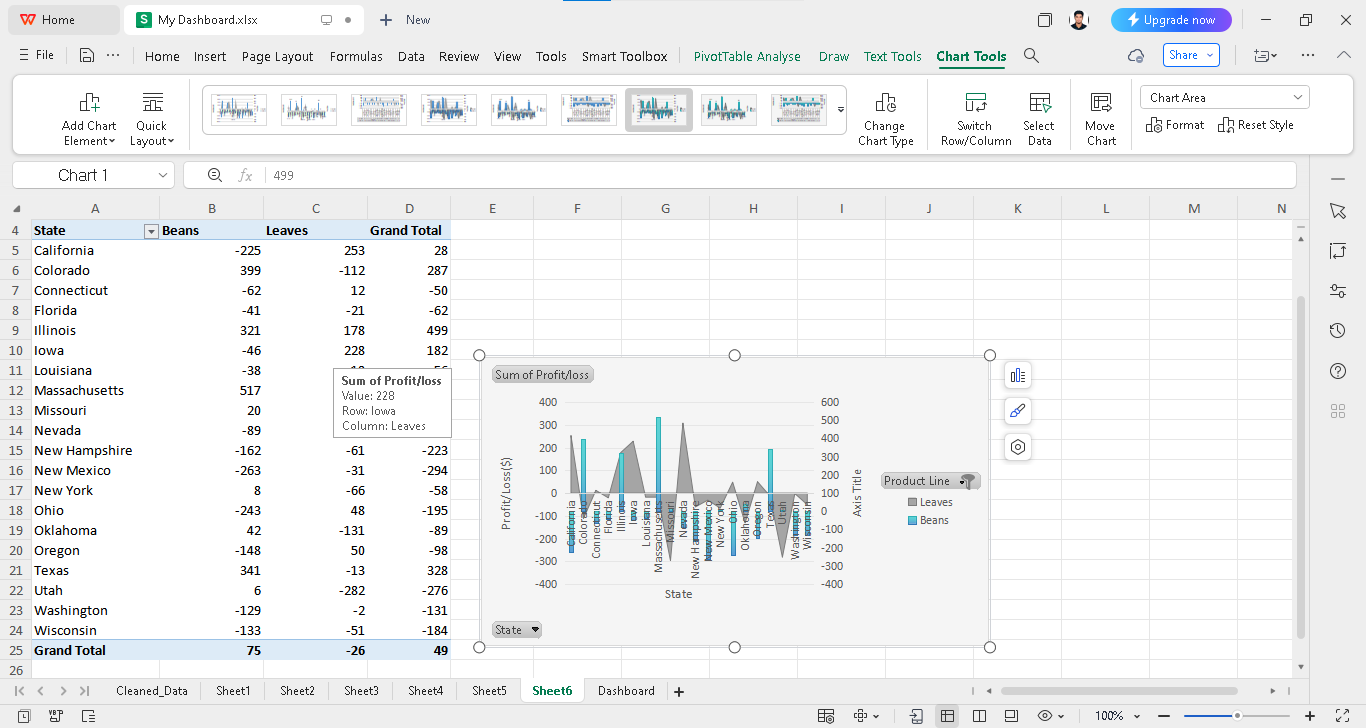 Home
My Dashboard.xlsx
New
Upgrade now
File
Home Insert Page Layout Formulas Data Review View Tools Smart Toolbox PivotTable Analyse Draw Text Tools Chart Tools
Share
Add Chart Element
Quick Layout
Change Chart Type
Switch Row/Column
Select Data
Move Chart
Chart Area
Format Reset Style
Chart 1
fx 499
A B C D E F G H I J K L M N
4 State Beans Leaves Grand Total
5 California -225 253 28
6 Colorado 399 -112 287
7 Connecticut -62 12 -50
8 Florida -41 -21 -62
9 Illinois 321 178 499
10 Iowa -46 228 182
11 Louisiana -38
12 Massachusetts 517
13 Missouri 20
14 Nevada -89
15 New Hampshire -162 -61 -223
16 New Mexico -263 -31 -294
17 New York 8 -66 -58
18 Ohio -243 48 -195
19 Oklahoma 42 -131 -89
20 Oregon -148 50 -98
21 Texas 341 -13 328
22 Utah 6 -282 -276
23 Washington -129 -2 -131
24 Wisconsin -133 -51 -184
25 Grand Total 75 -26 49
26
Sum of Profit/loss
Value: 228
Row: Iowa
Column: Leaves
Sum of Profit/loss
Profit/Loss($)
400
300
200
100
0
-100
-200
-300
-400
California
Colorado
Connecticut
Florida
Illinois
Iowa
Louisiana
Massachusetts
Missouri
Nevada
New Hampshire
New Mexico
New York
Ohio
Oklahoma
Oregon
Texas
Utah
Washington
Wisconsin
State
600
500
400
300
200
100
0
-100
-200
-300
-400
Axis Title
Product Line
Leaves
Beans
State
Cleaned_Data Sheet1 Sheet2 Sheet3 Sheet4 Sheet5 Sheet6 Dashboard
100%